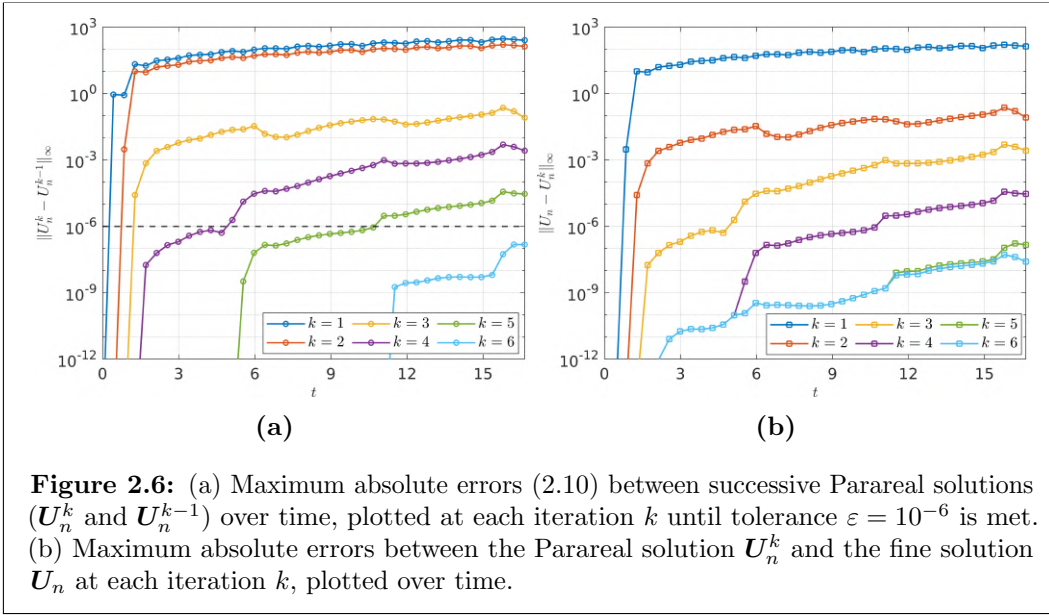 10^3
10^0
10^-3
10^-6
10^-9
10^-12
‖U_n^k − U_n^{k−1}‖_∞
k = 1 k = 3 k = 5
k = 2 k = 4 k = 6
0 3 6 9 12 15
t
(a)
10^3
10^0
10^-3
10^-6
10^-9
10^-12
‖U_n − U_n^k‖_∞
k = 1 k = 3 k = 5
k = 2 k = 4 k = 6
0 3 6 9 12 15
t
(b)
Figure 2.6: (a) Maximum absolute errors (2.10) between successive Parareal solutions
(U_n^k and U_n^{k−1}) over time, plotted at each iteration k until tolerance ε = 10^−6 is met.
(b) Maximum absolute errors between the Parareal solution U_n^k and the fine solution
U_n at each iteration k, plotted over time.